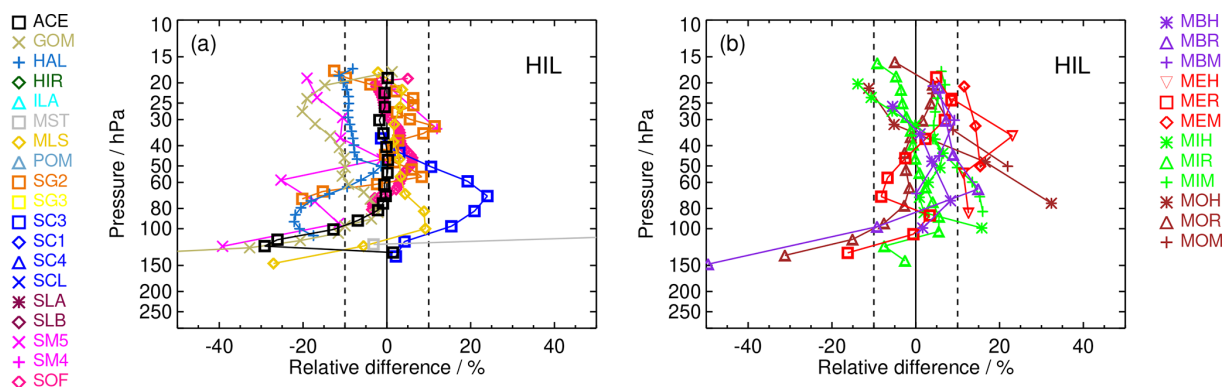 ACE
GOM
HAL
HIR
ILA
MST
MLS
POM
SG2
SG3
SC3
SC1
SC4
SCL
SLA
SLB
SM5
SM4
SOF
(a)
HIL
Pressure / hPa
10
15
20
25
30
40
60
80
100
150
200
250
-40 -20 0 20 40
Relative difference / %
(b)
HIL
Pressure / hPa
10
15
20
25
30
40
60
80
100
150
200
250
-40 -20 0 20 40
Relative difference / %
MBH
MBR
MBM
MEH
MER
MEM
MIH
MIR
MIM
MOH
MOR
MOM